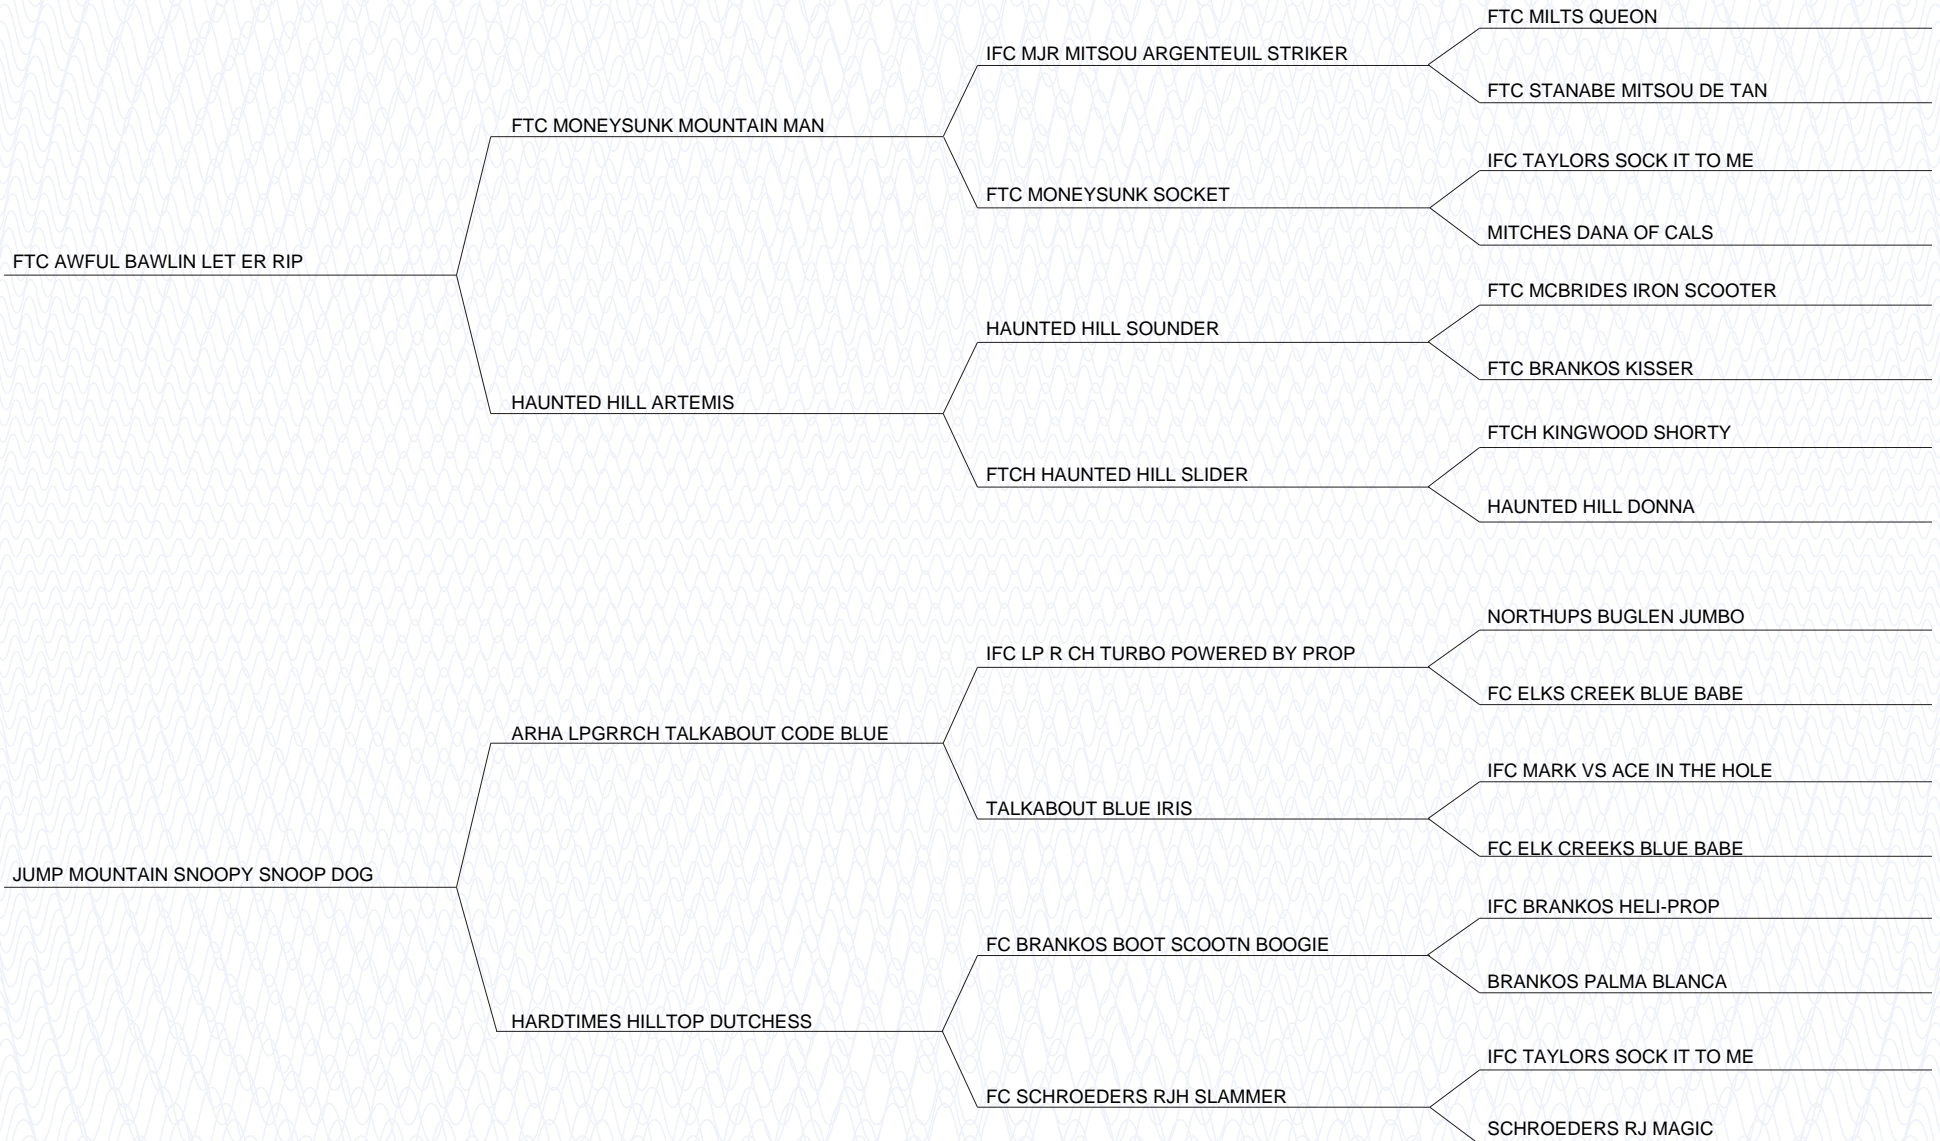 FTC AWFUL BAWLIN LET ER RIP
FTC MONEYSUNK MOUNTAIN MAN
IFC MJR MITSOU ARGENTEUIL STRIKER
FTC MILTS QUEON
FTC STANABE MITSOU DE TAN
FTC MONEYSUNK SOCKET
IFC TAYLORS SOCK IT TO ME
MITCHES DANA OF CALS
HAUNTED HILL ARTEMIS
HAUNTED HILL SOUNDER
FTC MCBRIDES IRON SCOOTER
FTC BRANKOS KISSER
FTCH HAUNTED HILL SLIDER
FTCH KINGWOOD SHORTY
HAUNTED HILL DONNA
JUMP MOUNTAIN SNOOPY SNOOP DOG
ARHA LPGRRCH TALKABOUT CODE BLUE
IFC LP R CH TURBO POWERED BY PROP
NORTHUPS BUGLEN JUMBO
FC ELKS CREEK BLUE BABE
TALKABOUT BLUE IRIS
IFC MARK VS ACE IN THE HOLE
FC ELK CREEKS BLUE BABE
HARDTIMES HILLTOP DUTCHESS
FC BRANKOS BOOT SCOOTN BOOGIE
IFC BRANKOS HELI-PROP
BRANKOS PALMA BLANCA
FC SCHROEDERS RJH SLAMMER
IFC TAYLORS SOCK IT TO ME
SCHROEDERS RJ MAGIC